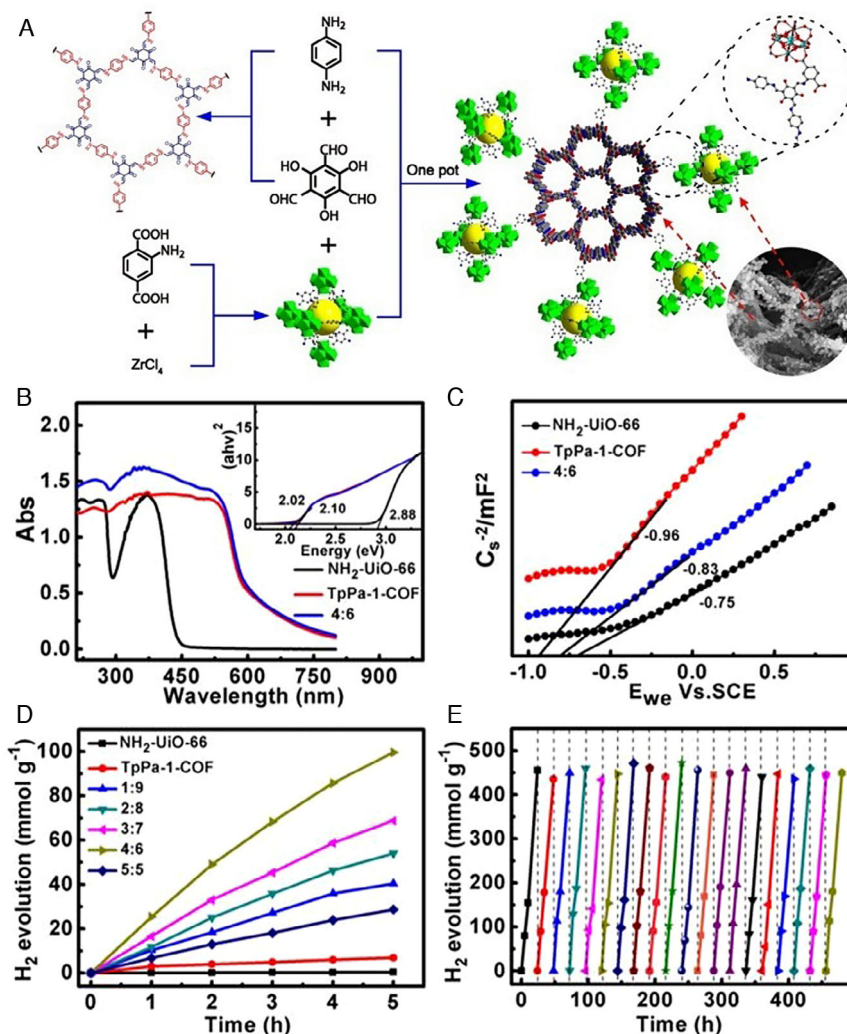 A
NH₂
NH₂
+
CHO
HO
OH
OHC
CHO
OH
One pot
+
COOH
NH₂
COOH
+
ZrCl₄
B
Abs
2.0
1.5
1.0
0.5
0.0
300
450
600
750
900
Wavelength (nm)
(ahv)²
15
10
5
0
2.02
2.10
2.88
2.0
2.5
3.0
Energy (eV)
NH₂-UiO-66
TpPa-1-COF
4:6
C
NH₂-UiO-66
TpPa-1-COF
4:6
Cₛ⁻²/mF²
-0.96
-0.83
-0.75
-1.0
-0.5
0.0
0.5
Ewe Vs.SCE
D
H₂ evolution (mmol g⁻¹)
100
80
60
40
20
0
NH₂-UiO-66
TpPa-1-COF
1:9
2:8
3:7
4:6
5:5
0
1
2
3
4
5
Time (h)
E
H₂ evolution (mmol g⁻¹)
500
400
300
200
100
0
0
100
200
300
400
Time (h)